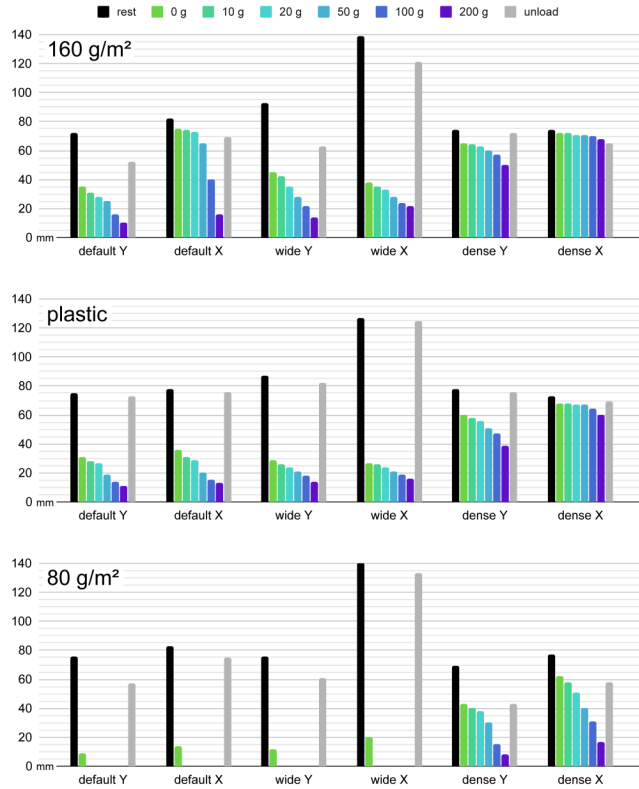 rest 0 g 10 g 20 g 50 g 100 g 200 g unload
160 g/m²
140
120
100
80
60
40
20
0 mm
default Y default X wide Y wide X dense Y dense X
plastic
140
120
100
80
60
40
20
0 mm
default Y default X wide Y wide X dense Y dense X
80 g/m²
140
120
100
80
60
40
20
0 mm
default Y default X wide Y wide X dense Y dense X